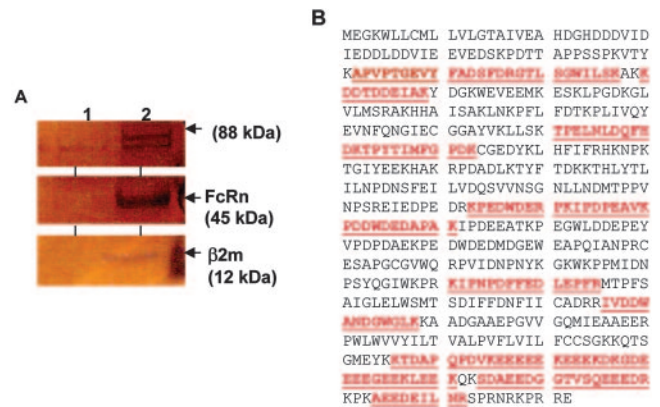 A
1 2
(88 kDa)
FcRn
(45 kDa)
β2m
(12 kDa)
B
MEGKWLLCML LVLGTAIVEA HDGHDDDVID
IEDDLDDVIE EVEDSKPDTT APPSSPKVTY
KAPVPTGEVY FADSFDRGTL SGWILSKAKK
DDTDDEIAKY DGKWEVEEMK ESKLPGDKGL
VLMSRAKHHA ISAKLNKPFL FDTKPLIVQY
EVNFQNGIEC GGAYVKLLSK TPELNLDQFH
DKTPYTIMFG PDKCGEDYKL HFIFRHKNPK
TGIYEEKHAK RPDADLKTYF TDKKTHLYTL
ILNPDNSFEI LVDQSVVNSG NLLNDMTPPV
NPSREIEDPE DRKPEDWDER PKIPDPEAVK
PDDWDEDAPA KIPDEEATKP EGWLDDEPEY
VPDPDAEKPE DWDEDMDGEW EAPQIANPRC
ESAPGCGVWQ RPVIDNPNYK GKWKPPMIDN
PSYQGIWKPR KIPNPDFFED LEPFRMTPFS
AIGLELWSMT SDIFFDNFII CADRRIVDDW
ANDGWGLKKA ADGAAEPGVV GQMIEAAEER
PWLWVVYILT VALPVFLVIL FCCSGKKQTS
GMEYKKTDAP QPDVKEEEEE KEEEKDKGDE
EEEGEEKLEE KQKSDAEEDG GTVSQEEEDR
KPKAEEDEIL NRSPRNRKPR RE